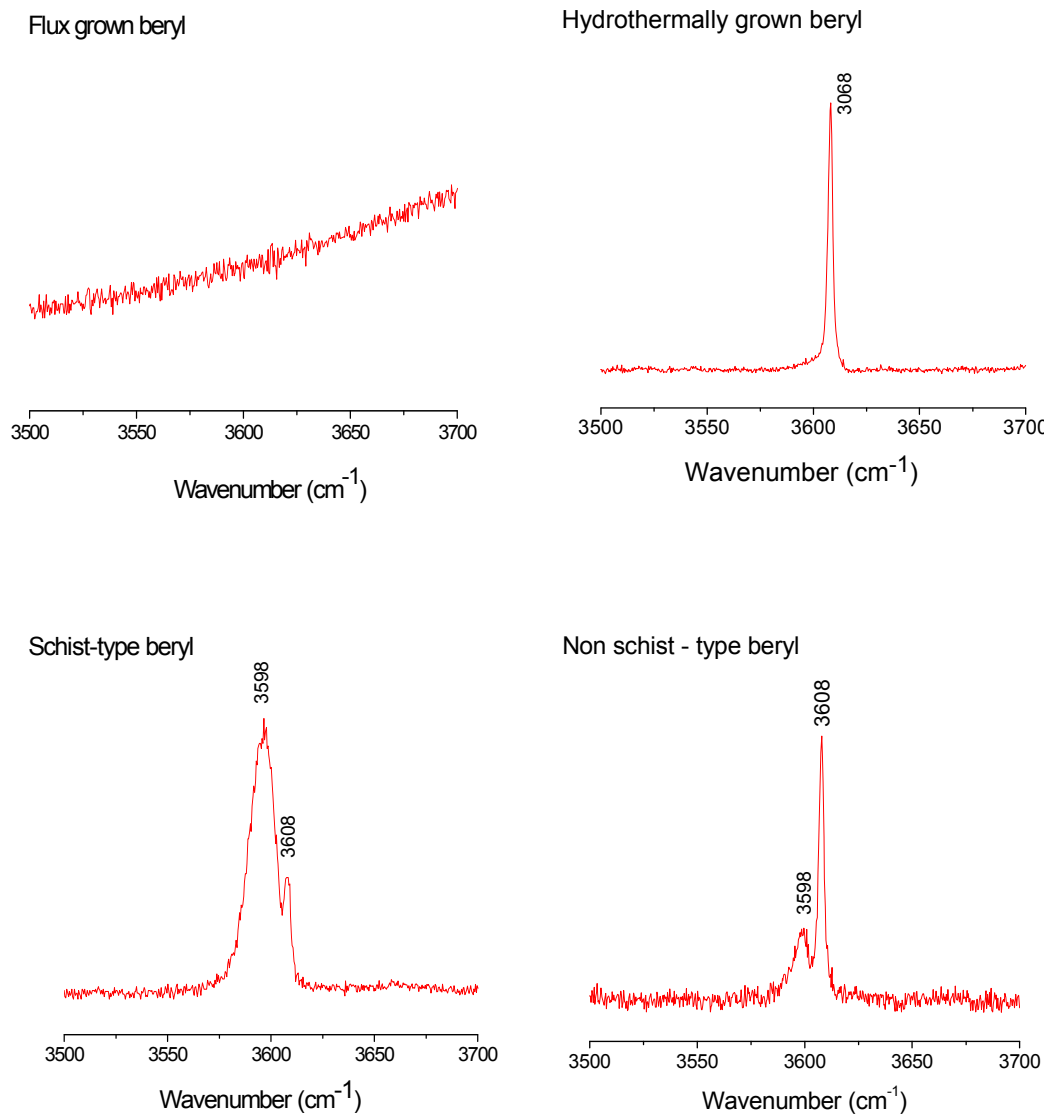 Flux grown beryl
3500 3550 3600 3650 3700
Wavenumber (cm-1)
Hydrothermally grown beryl
3068
3500 3550 3600 3650 3700
Wavenumber (cm-1)
Schist-type beryl
3598
3608
3500 3550 3600 3650 3700
Wavenumber (cm-1)
Non schist - type beryl
3598
3608
3500 3550 3600 3650 3700
Wavenumber (cm-1)